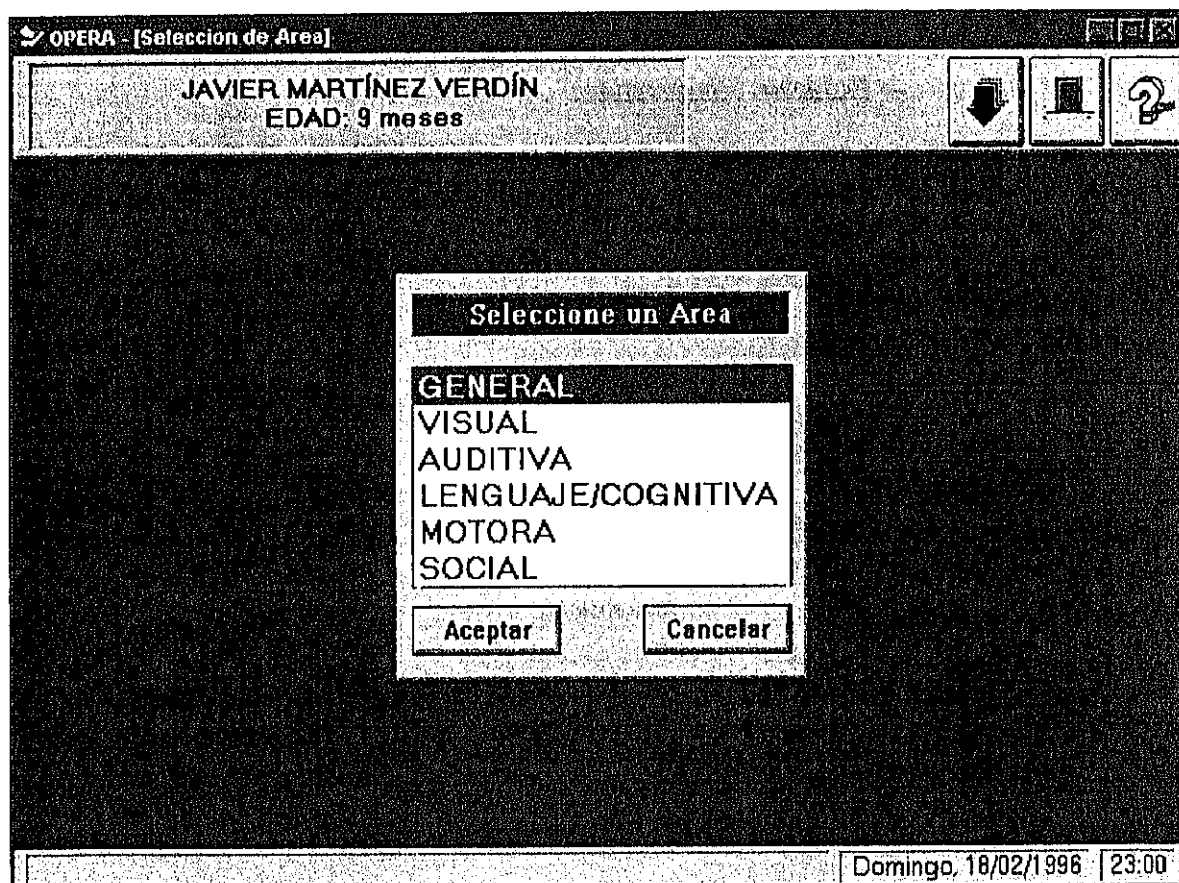 OPERA - [Seleccion de Area]
JAVIER MARTÍNEZ VERDÍN
EDAD: 9 meses
Seleccione un Area
GENERAL
VISUAL
AUDITIVA
LENGUAJE/COGNITIVA
MOTORA
SOCIAL
Aceptar
Cancelar
Domingo, 18/02/1996
23:00